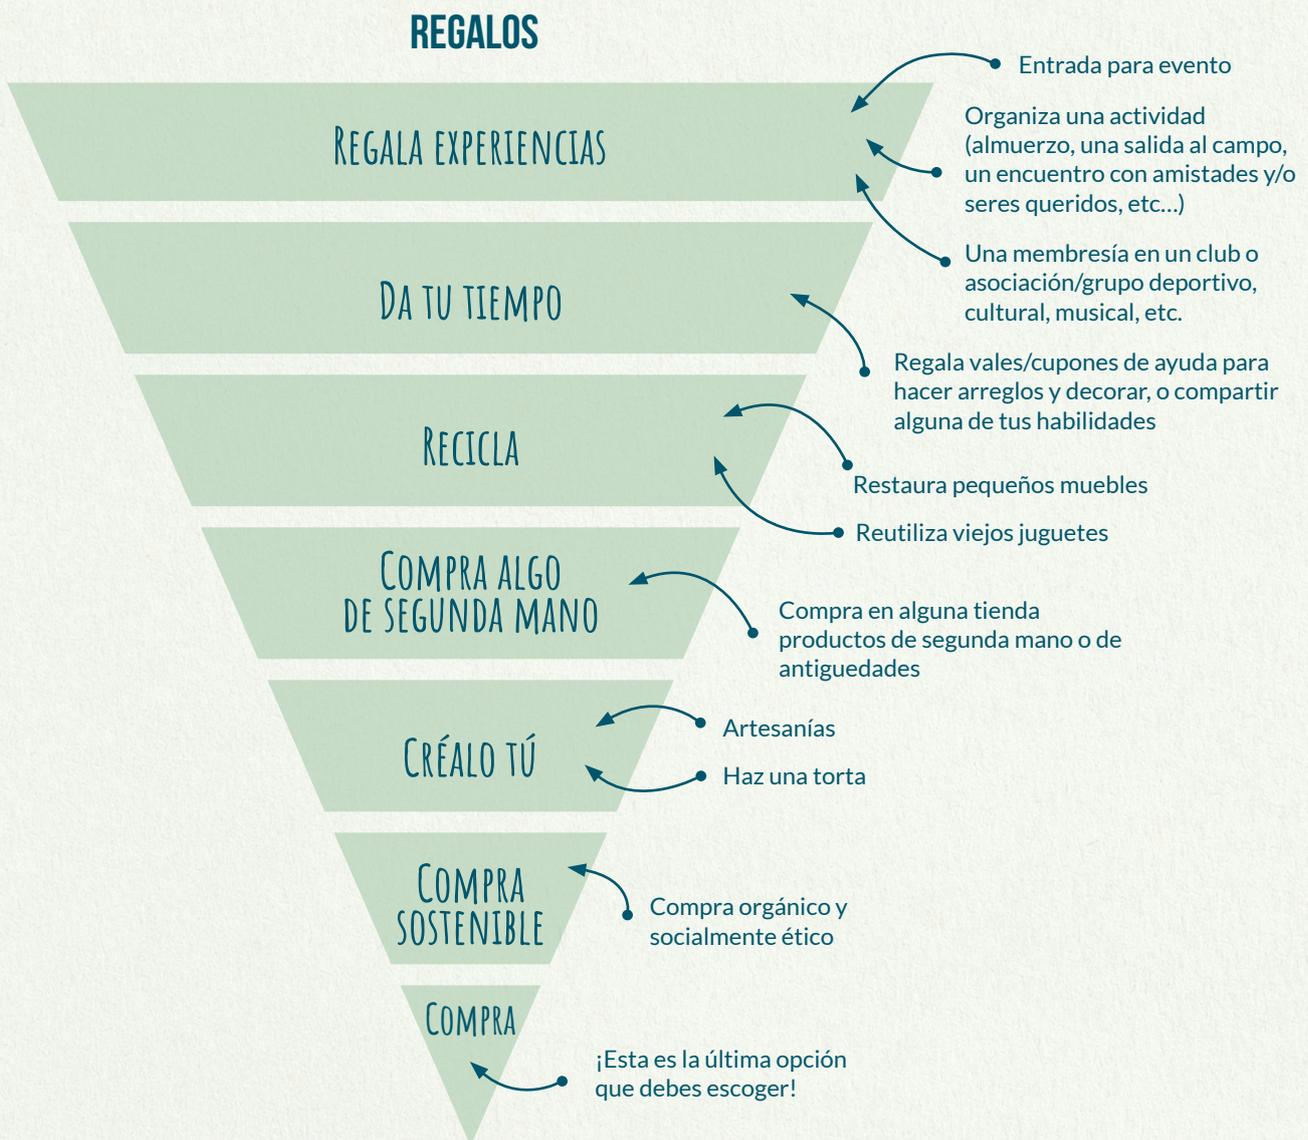 REGALOS
REGALA EXPERIENCIAS
Entrada para evento
Organiza una actividad
(almuerzo, una salida al campo,
un encuentro con amistades y/o
seres queridos, etc...)
Una membresía en un club o
asociación/grupo deportivo,
cultural, musical, etc.
DA TU TIEMPO
Regala vales/cupones de ayuda para
hacer arreglos y decorar, o compartir
alguna de tus habilidades
RECICLA
Restaura pequeños muebles
Reutiliza viejos juguetes
COMPRA ALGO
DE SEGUNDA MANO
Compra en alguna tienda
productos de segunda mano o de
antiguedades
CRÉALO TÚ
Artesanías
Haz una torta
COMPRA
SOSTENIBLE
Compra orgánico y
socialmente ético
COMPRA
¡Esta es la última opción
que debes escoger!